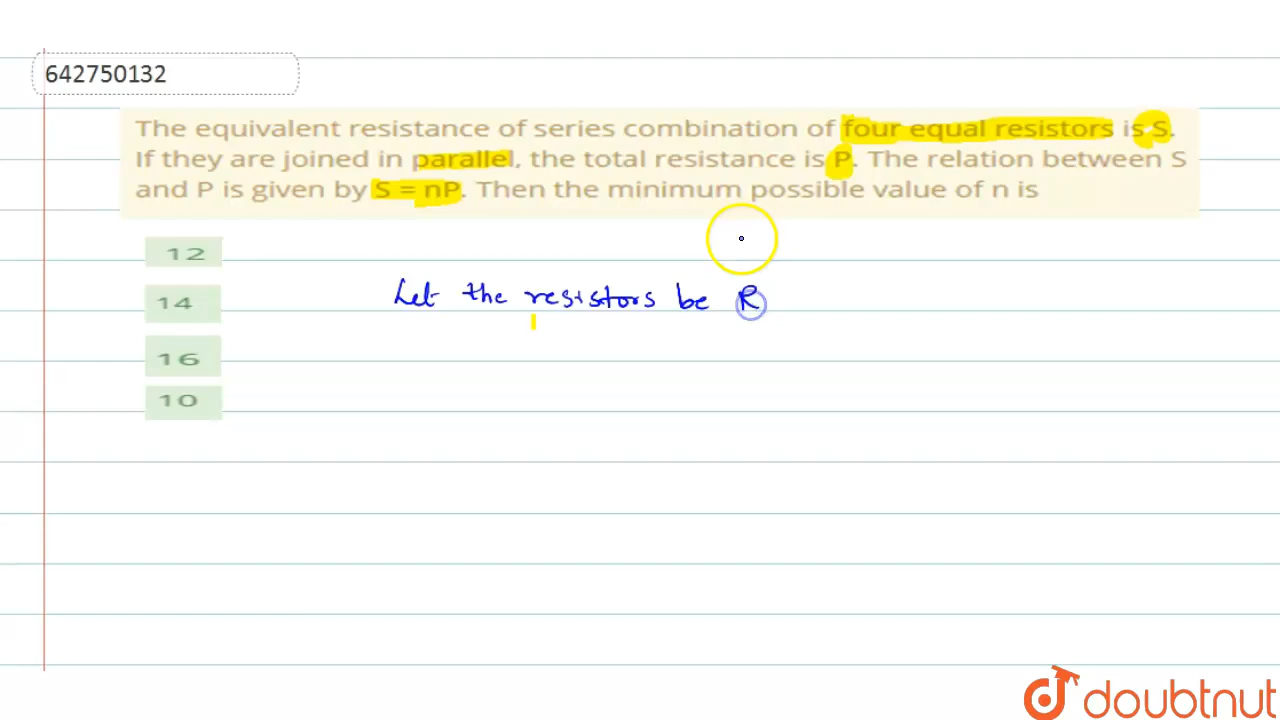 642750132
The equivalent resistance of series combination of four equal resistors is S.
If they are joined in parallel, the total resistance is P. The relation between S
and P is given by S = nP. Then the minimum possible value of n is
12
14
16
10
Let the resistors be R
doubtnut